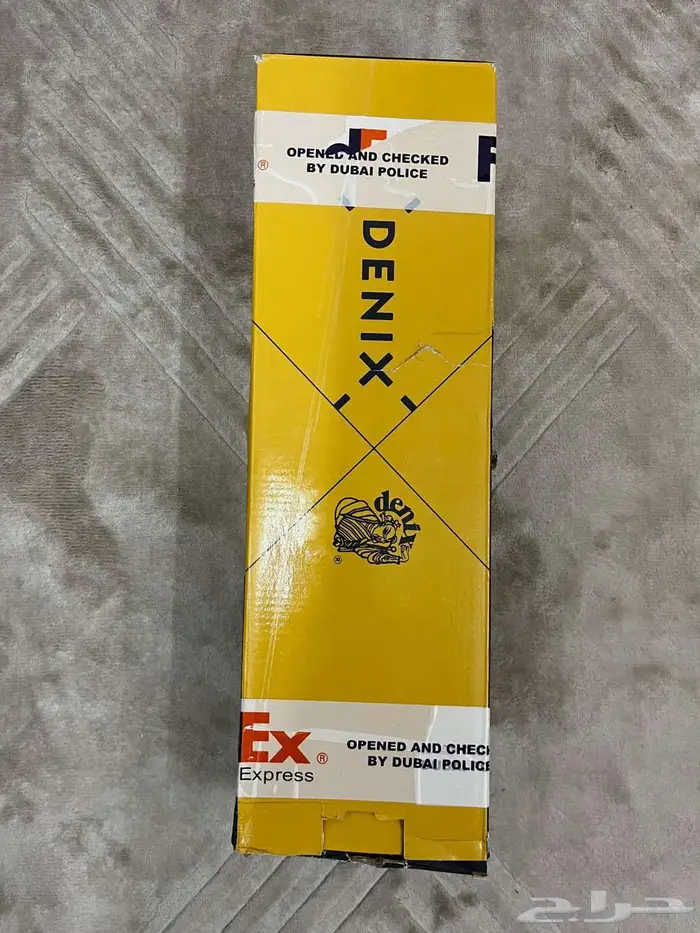 OPENED AND CHECKED
BY DUBAI POLICE
®
F
DENIX
denix
®
Ex ®
Express
OPENED AND CHECK
BY DUBAI POLICE
حراج